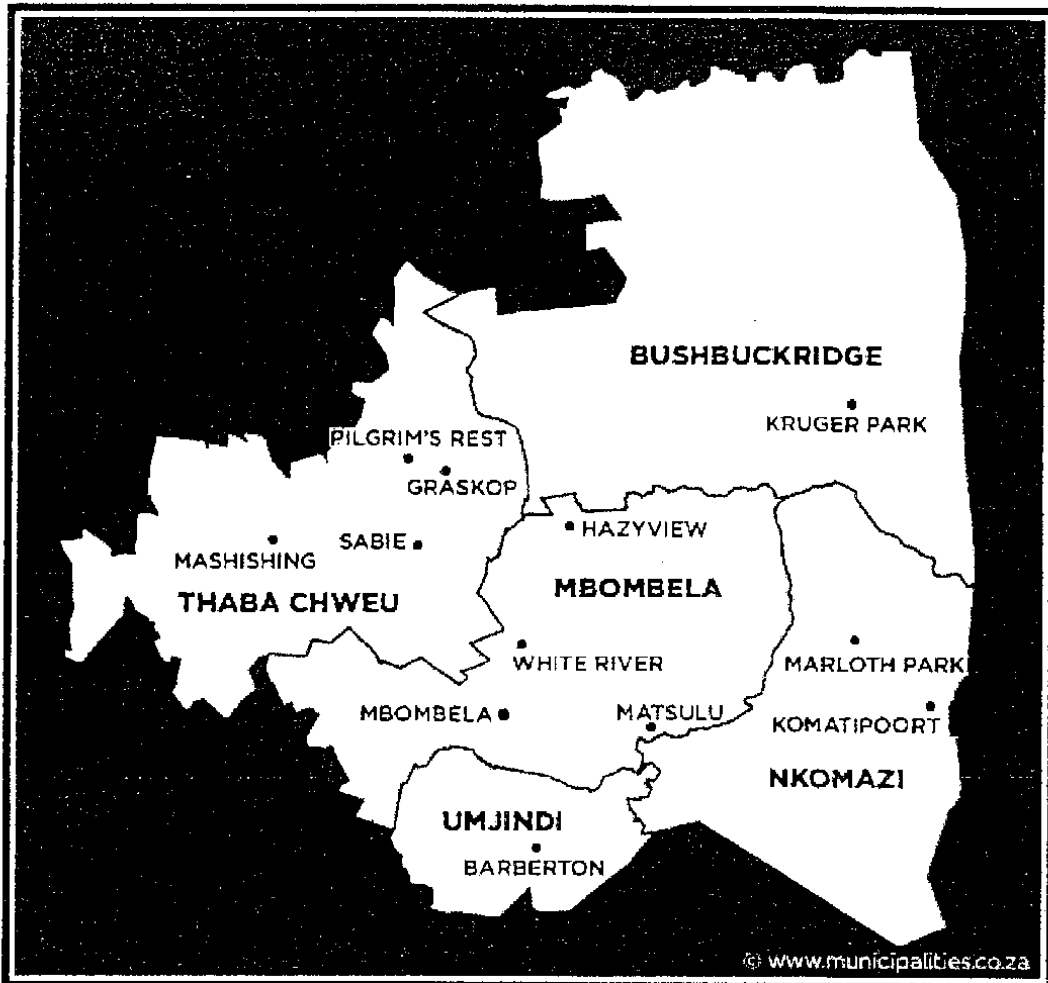 BUSHBUCKRIDGE
KRUGER PARK
PILGRIM'S REST
GRASKOP
HAZYVIEW
SABIE
MASHISHING
MBOMBELA
THABA CHWEU
WHITE RIVER
MARLOTH PARK
MBOMBELA
MATSULU
KOMATIPOORT
NKOMAZI
UMJINDI
BARBERTON
© www.municipalities.co.za